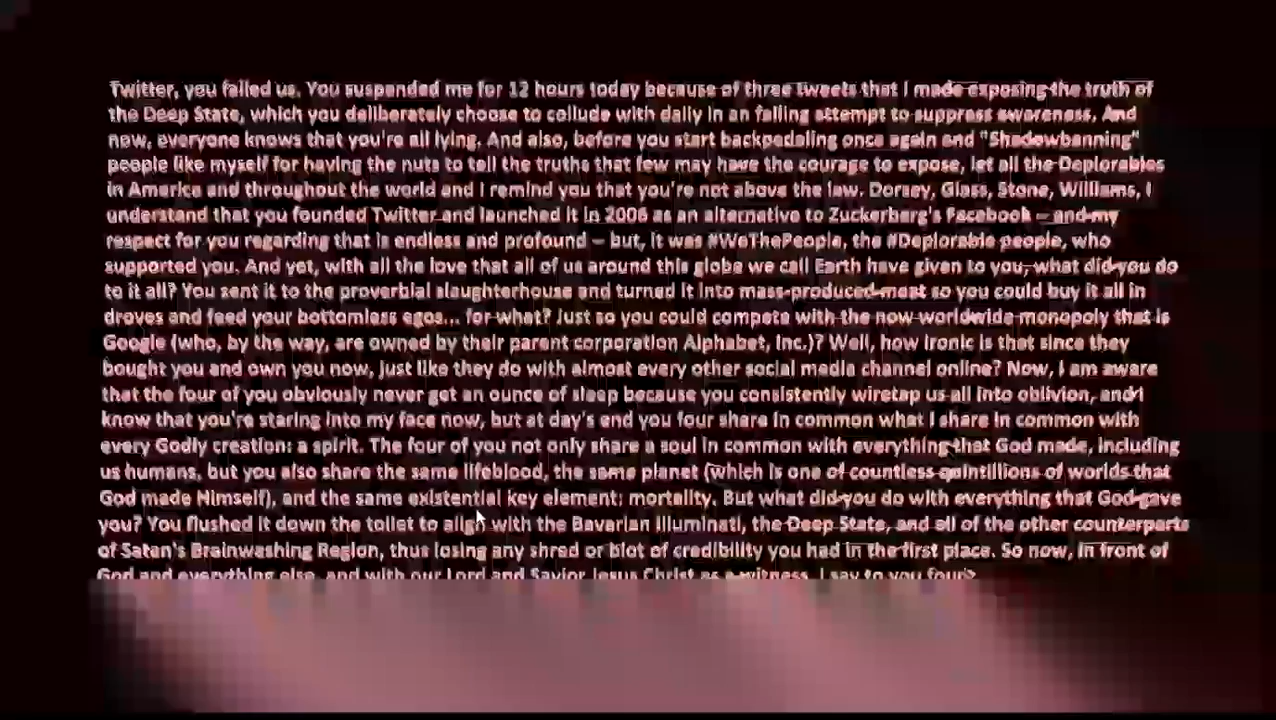 Twitter, you failed us. You suspended me for 12 hours today because of three tweets that I made exposing the truth of
the Deep State, which you deliberately choose to collude with daily in an failing attempt to suppress awareness. And
now, everyone knows that you're all lying. And also, before you start backpedaling once again and "Shadowbanning"
people like myself for having the nuts to tell the truths that few may have the courage to expose, let all the Deplorables
in America and throughout the world and I remind you that you're not above the law. Dorsey, Glass, Stone, Williams, I
understand that you founded Twitter and launched it in 2006 as an alternative to Zuckerberg's Facebook – and my
respect for you regarding that is endless and profound – but, it was #WeThePeople, the #Deplorable people, who
supported you. And yet, with all the love that all of us around this globe we call Earth have given to you, what did you do
to it all? You sent it to the proverbial slaughterhouse and turned it into mass-produced meat so you could buy it all in
droves and feed your bottomless egos... for what? Just so you could compete with the now worldwide monopoly that is
Google (who, by the way, are owned by their parent corporation Alphabet, Inc.)? Well, how ironic is that since they
bought you and own you now, just like they do with almost every other social media channel online? Now, I am aware
that the four of you obviously never get an ounce of sleep because you consistently wiretap us all into oblivion, and I
know that you're staring into my face now, but at day's end you four share in common what I share in common with
every Godly creation: a spirit. The four of you not only share a soul in common with everything that God made, including
us humans, but you also share the same lifeblood, the same planet (which is one of countless quintillions of worlds that
God made Himself), and the same existential key element: mortality. But what did you do with everything that God gave
you? You flushed it down the toilet to align with the Bavarian Illuminati, the Deep State, and all of the other counterparts
of Satan's Brainwashing Region, thus losing any shred or blot of credibility you had in the first place. So now, in front of
God and everything else, and with our Lord and Savior Jesus Christ as a witness, I say to you four: